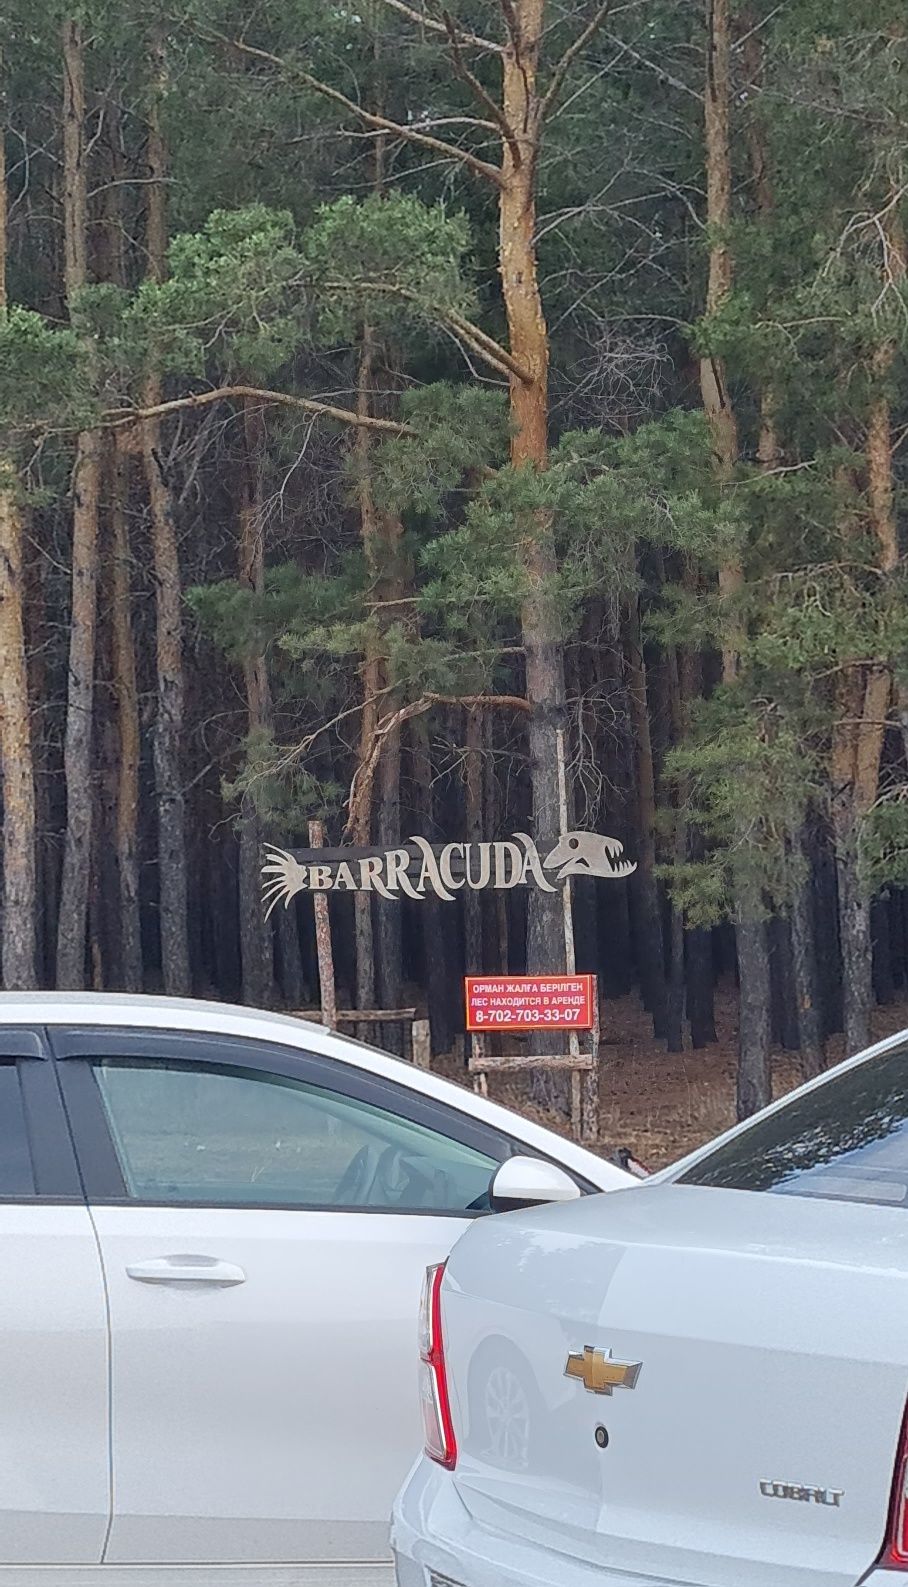 BARRACUDA
ОРМАН ЖАЛҒА БЕРІЛГЕН
ЛЕС НАХОДИТСЯ В АРЕНДЕ
8-702-703-33-07
COBALT